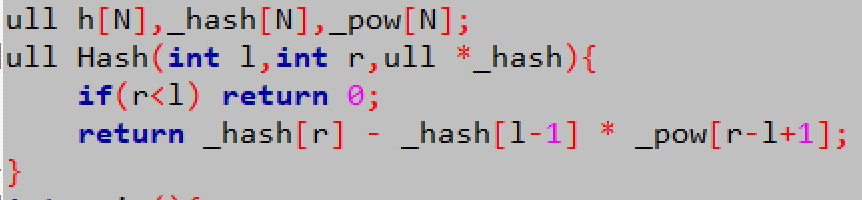 ull h[N],_hash[N],_pow[N];
ull Hash(int l,int r,ull *_hash){
    if(r<l) return 0;
    return _hash[r] - _hash[l-1] * _pow[r-l+1];
}